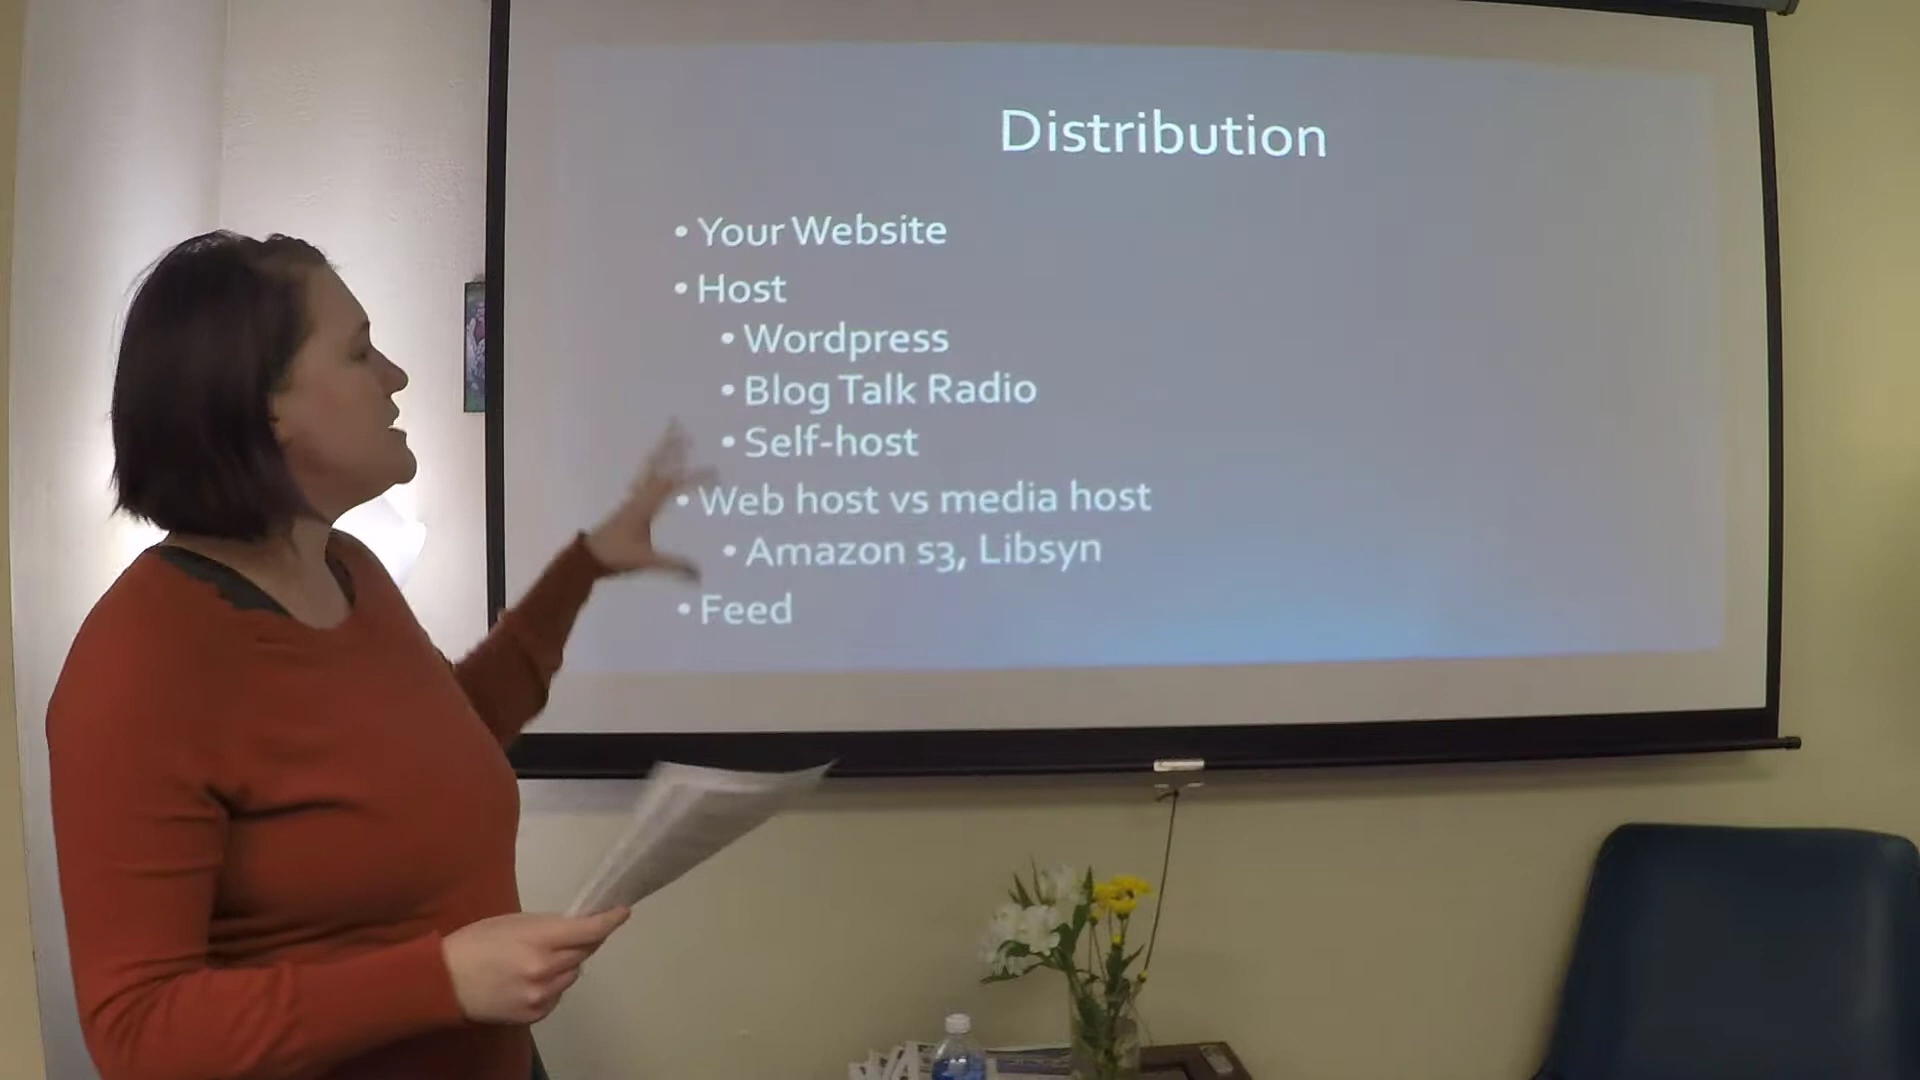 Distribution
• Your Website
• Host
• Wordpress
• Blog Talk Radio
• Self-host
• Web host vs media host
• Amazon s3, Libsyn
• Feed